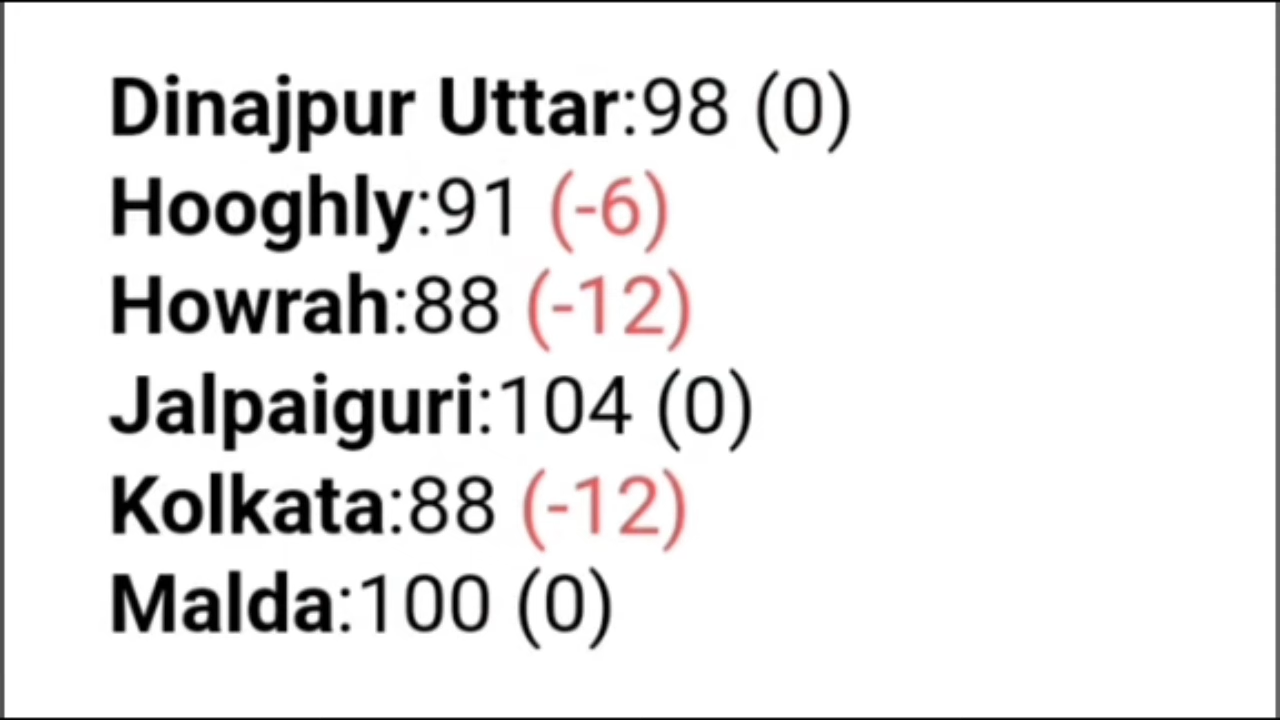 Dinajpur Uttar:98 (0)
Hooghly:91 (-6)
Howrah:88 (-12)
Jalpaiguri:104 (0)
Kolkata:88 (-12)
Malda:100 (0)